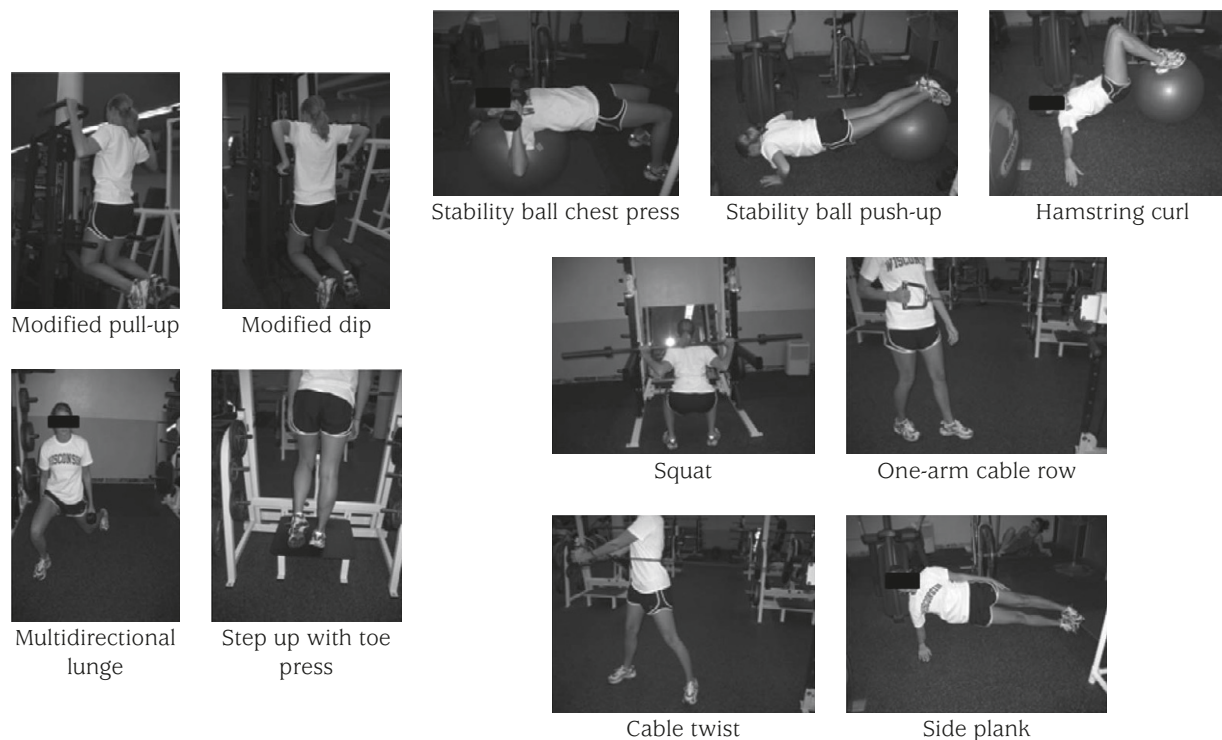 Stability ball chest press
Stability ball push-up
Hamstring curl
Modified pull-up
Modified dip
WISCONSIN
Squat
One-arm cable row
WISCONSIN
Multidirectional
lunge
Step up with toe
press
Cable twist
Side plank